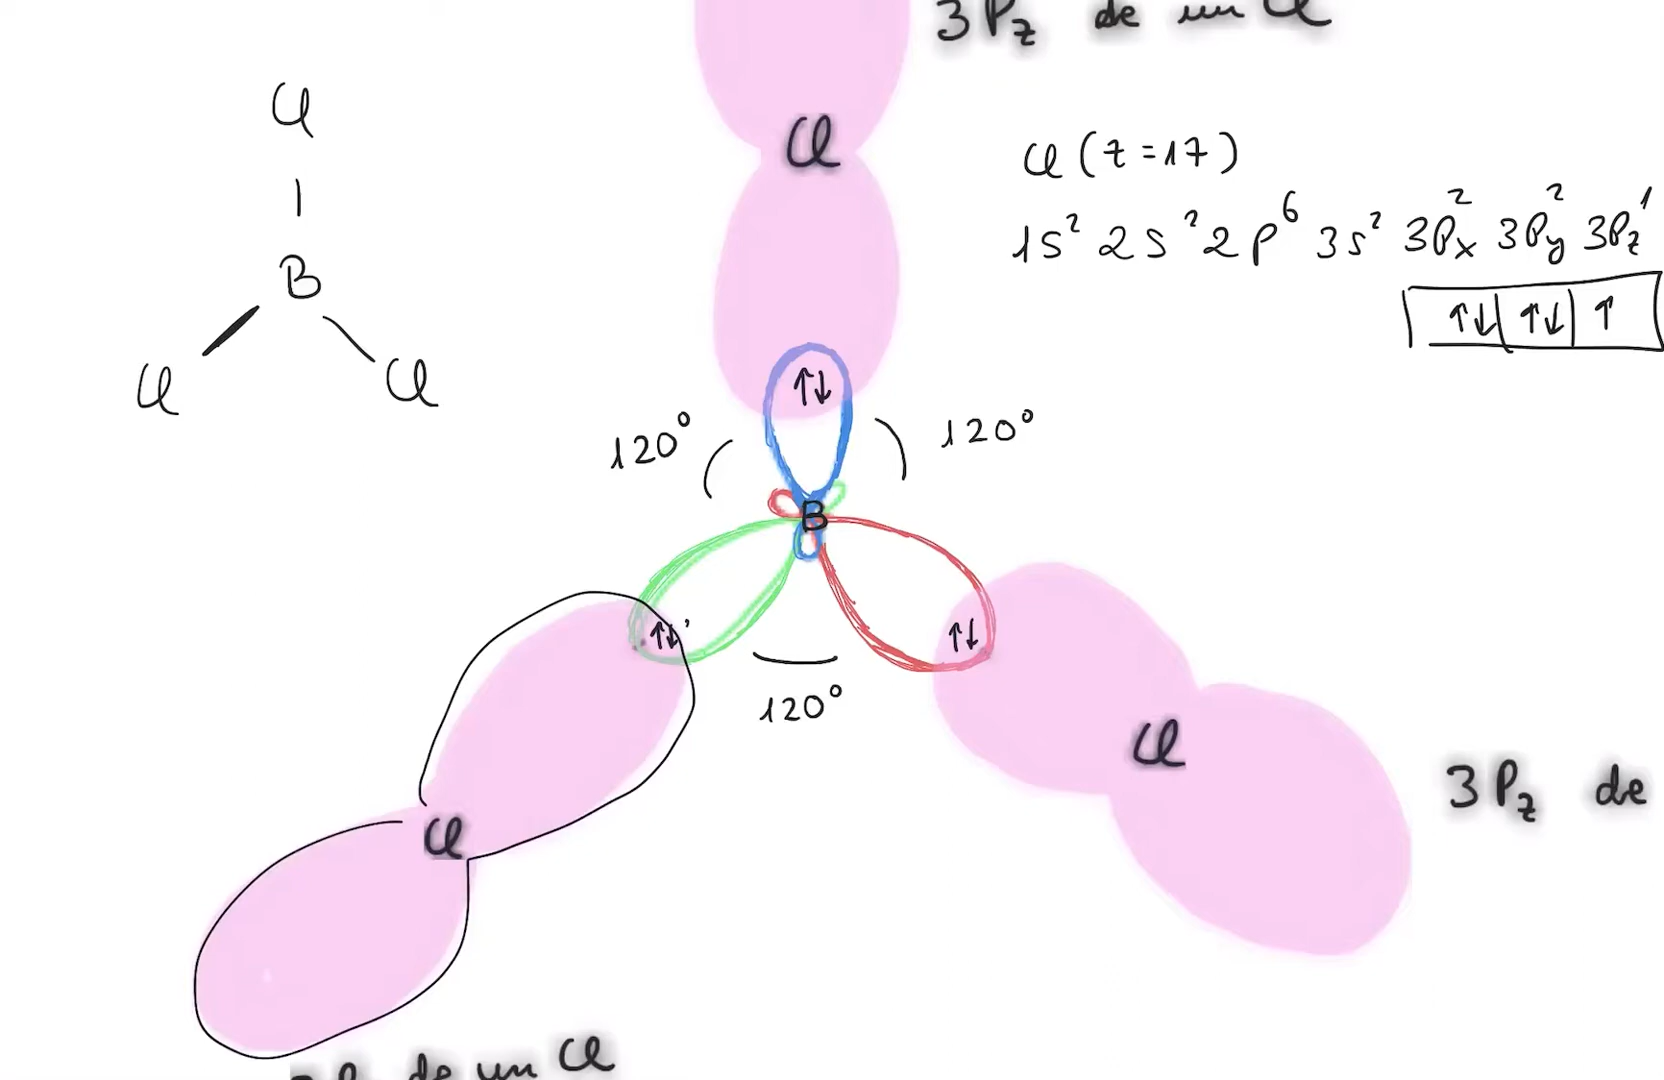 3Pz de un Cl
Cl
Cl
Cl (Z=17)
1s² 2s² 2p⁶ 3s² 3Px² 3Py² 3Pz¹
↑↓ ↑↓ ↑
B
Cl Cl
↑↓
120° 120°
B
↑↓ ↑↓
120°
Cl
3Pz de
Cl
de un Cl